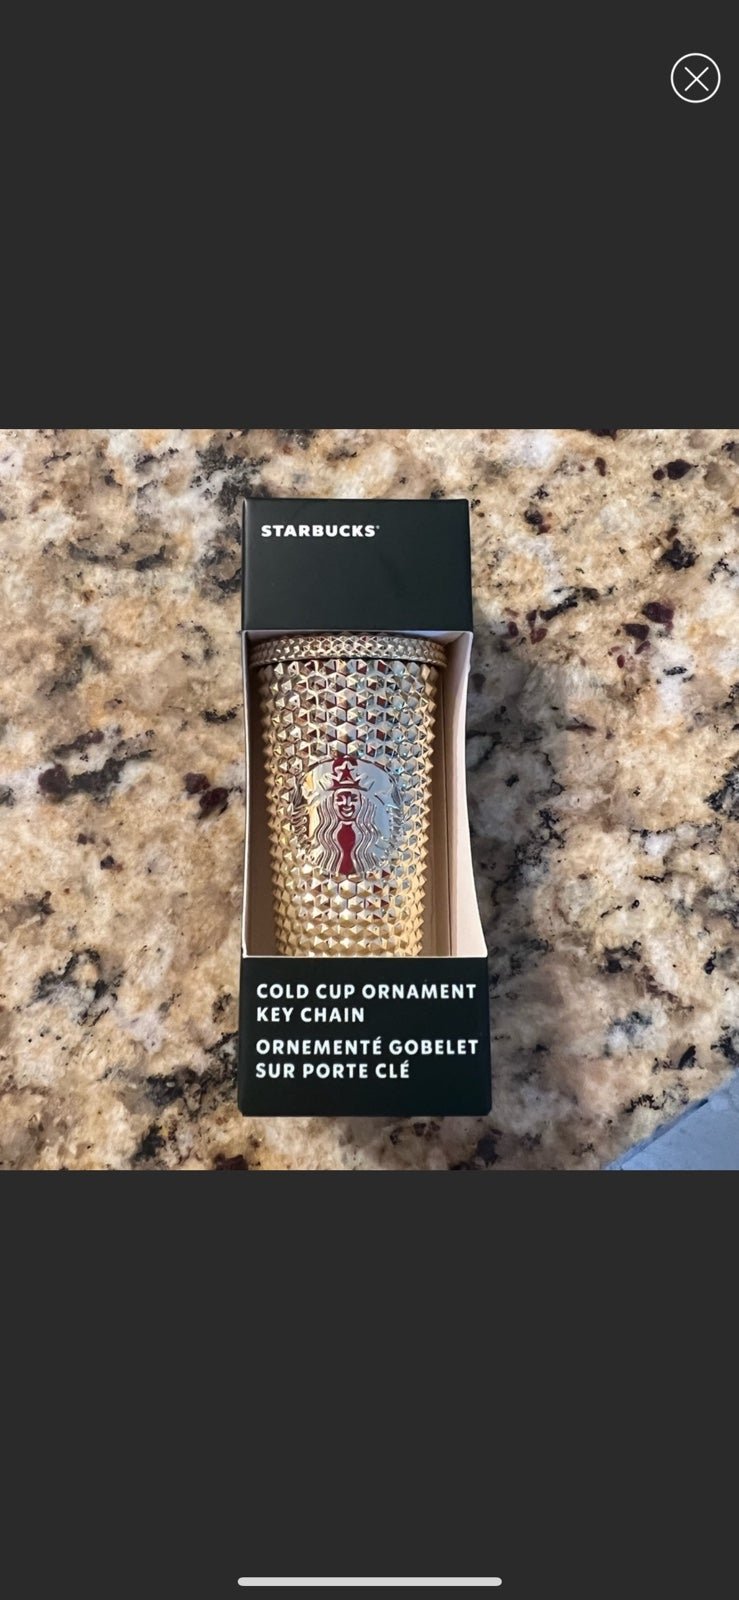 STARBUCKS®
COLD CUP ORNAMENT
KEY CHAIN
ORNEMENTÉ GOBELET
SUR PORTE CLÉ